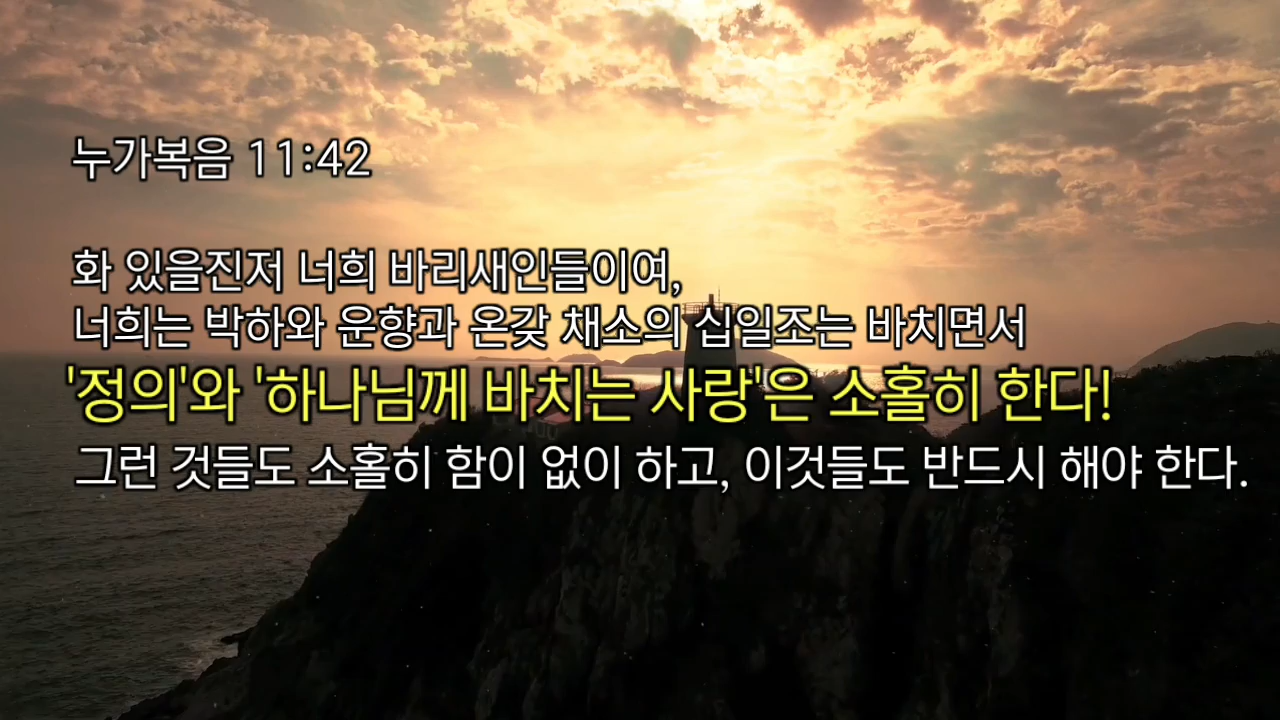 누가복음 11:42
화 있을진저 너희 바리새인들이여,
너희는 박하와 운향과 온갖 채소의 십일조는 바치면서
'정의'와 '하나님께 바치는 사랑'은 소홀히 한다!
그런 것들도 소홀히 함이 없이 하고, 이것들도 반드시 해야 한다.